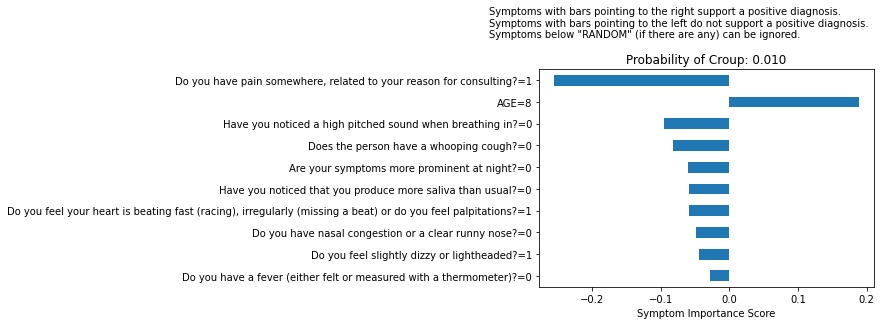 Symptoms with bars pointing to the right support a positive diagnosis.
Symptoms with bars pointing to the left do not support a positive diagnosis.
Symptoms below "RANDOM" (if there are any) can be ignored.
Probability of Croup: 0.010
Do you have pain somewhere, related to your reason for consulting?=1
AGE=8
Have you noticed a high pitched sound when breathing in?=0
Does the person have a whooping cough?=0
Are your symptoms more prominent at night?=0
Have you noticed that you produce more saliva than usual?=0
Do you feel your heart is beating fast (racing), irregularly (missing a beat) or do you feel palpitations?=1
Do you have nasal congestion or a clear runny nose?=0
Do you feel slightly dizzy or lightheaded?=1
Do you have a fever (either felt or measured with a thermometer)?=0
−0.2 −0.1 0.0 0.1 0.2
Symptom Importance Score